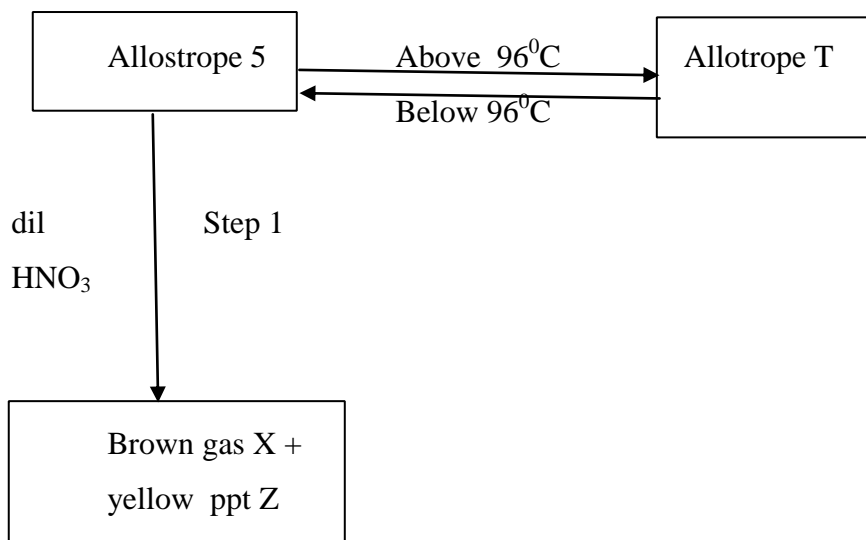 Allostrope 5
Above 96⁰C
Allotrope T
Below 96⁰C
dil
Step 1
HNO₃
Brown gas X +
yellow ppt Z